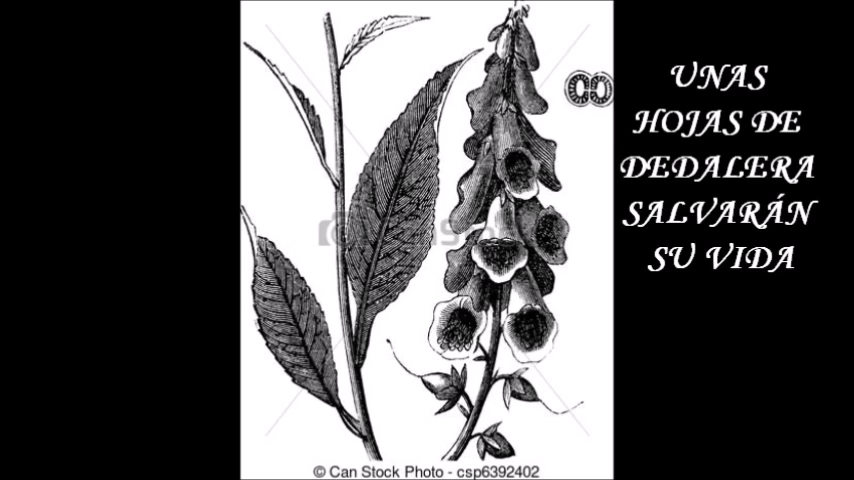 UNAS
HOJAS DE
DEDALERA
SALVARÁN
SU VIDA
© Can Stock Photo - csp6392402